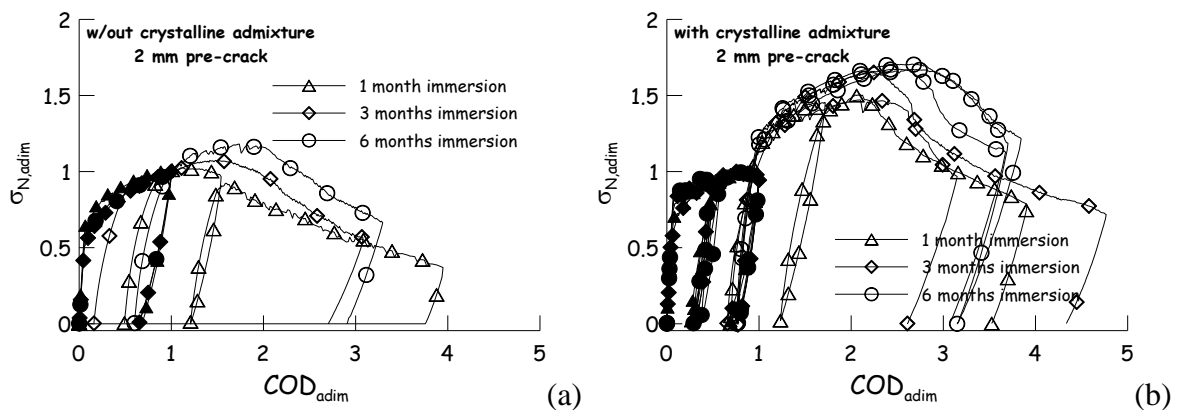 2
w/out crystalline admixture
2 mm pre-crack
1.5
1 month immersion
3 months immersion
6 months immersion
1
σN,adim
0.5
0
0 1 2 3 4 5
CODadim
(a)
2
with crystalline admixture
2 mm pre-crack
1.5
1
σN,adim
0.5
1 month immersion
3 months immersion
6 months immersion
0
0 1 2 3 4 5
CODadim
(b)